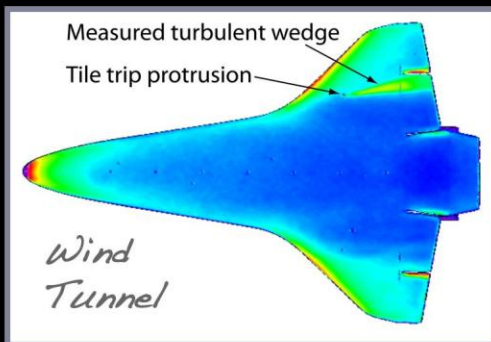 Measured turbulent wedge
Tile trip protrusion
Wind
Tunnel